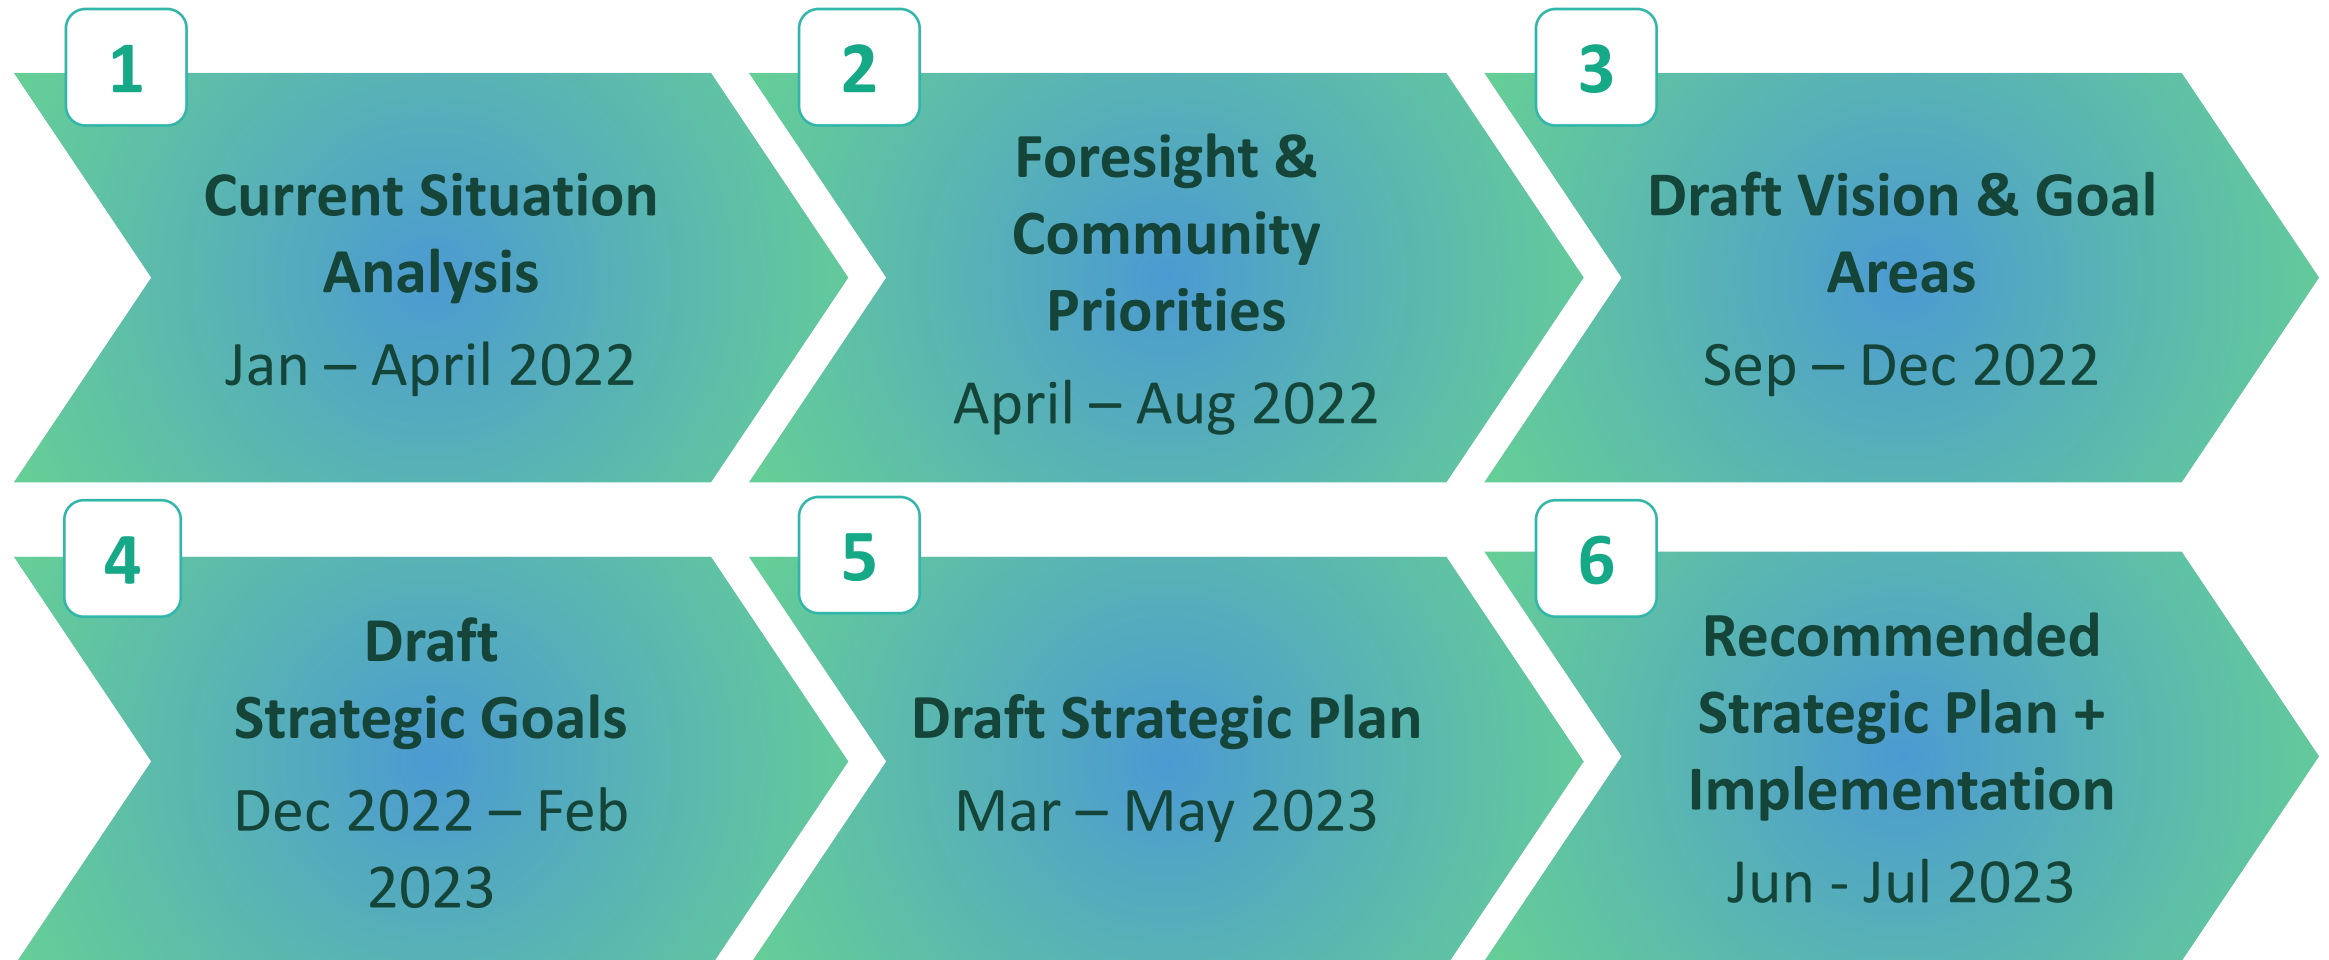 1
Current Situation
Analysis
Jan – April 2022
2
Foresight &
Community
Priorities
April – Aug 2022
3
Draft Vision & Goal
Areas
Sep – Dec 2022
4
Draft
Strategic Goals
Dec 2022 – Feb
2023
5
Draft Strategic Plan
Mar – May 2023
6
Recommended
Strategic Plan +
Implementation
Jun - Jul 2023